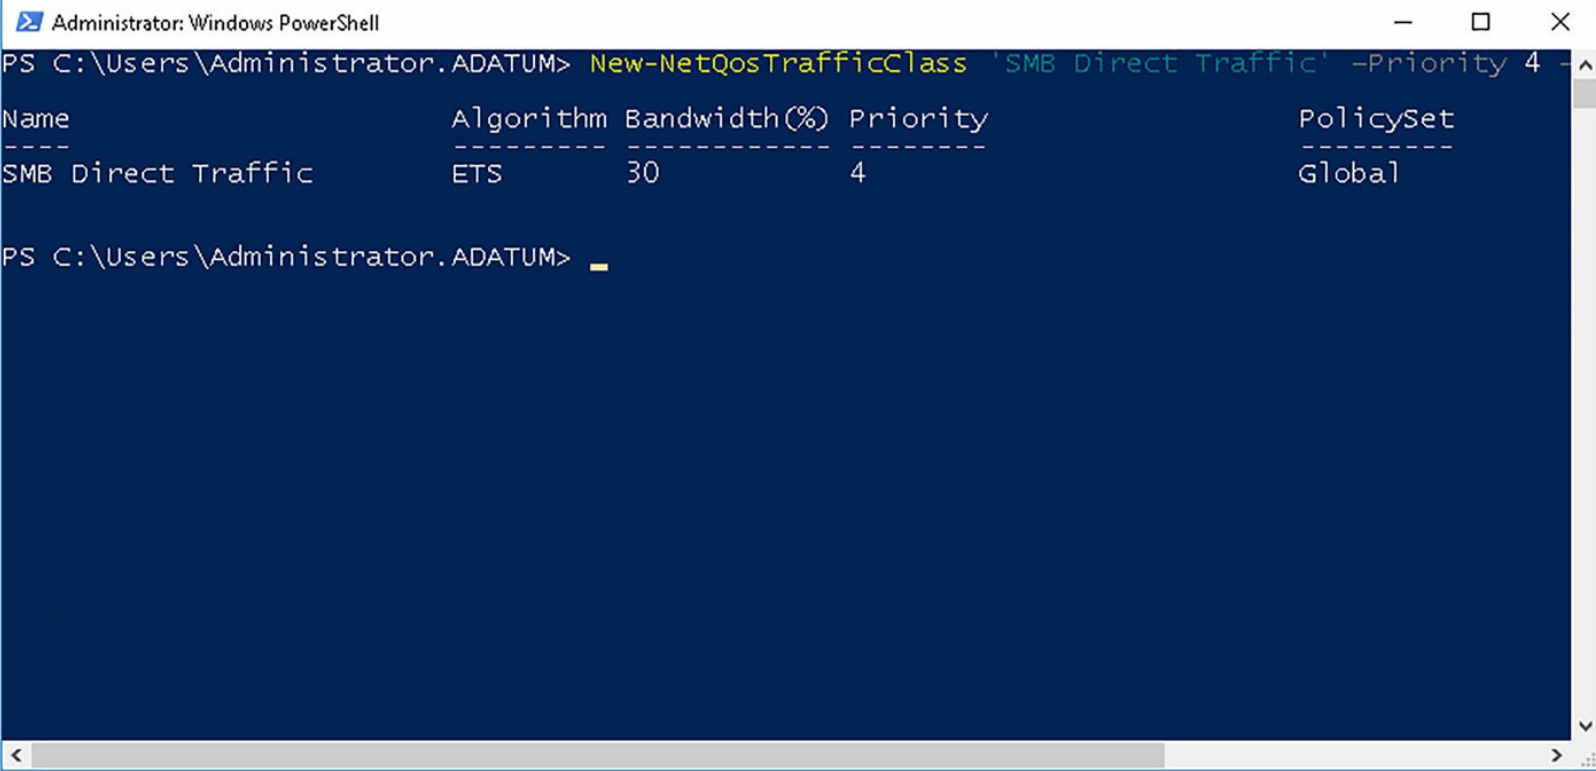 Administrator: Windows PowerShell
PS C:\Users\Administrator.ADATUM> New-NetQosTrafficClass 'SMB Direct Traffic' –Priority 4 -
Name Algorithm Bandwidth(%) Priority PolicySet
---- --------- ------------ -------- ---------
SMB Direct Traffic ETS 30 4 Global
PS C:\Users\Administrator.ADATUM>